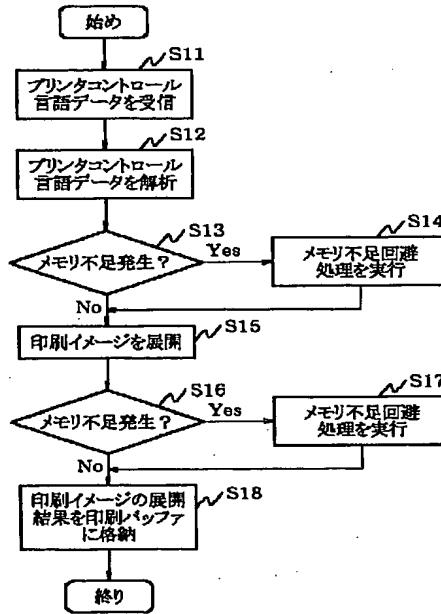 始め
S11
プリンタコントロール
言語データを受信
S12
プリンタコントロール
言語データを解析
S13
メモリ不足発生？
Yes
S14
メモリ不足回避
処理を実行
No
S15
印刷イメージを展開
S16
メモリ不足発生？
Yes
S17
メモリ不足回避
処理を実行
No
S18
印刷イメージの展開
結果を印刷バッファ
に格納
終り